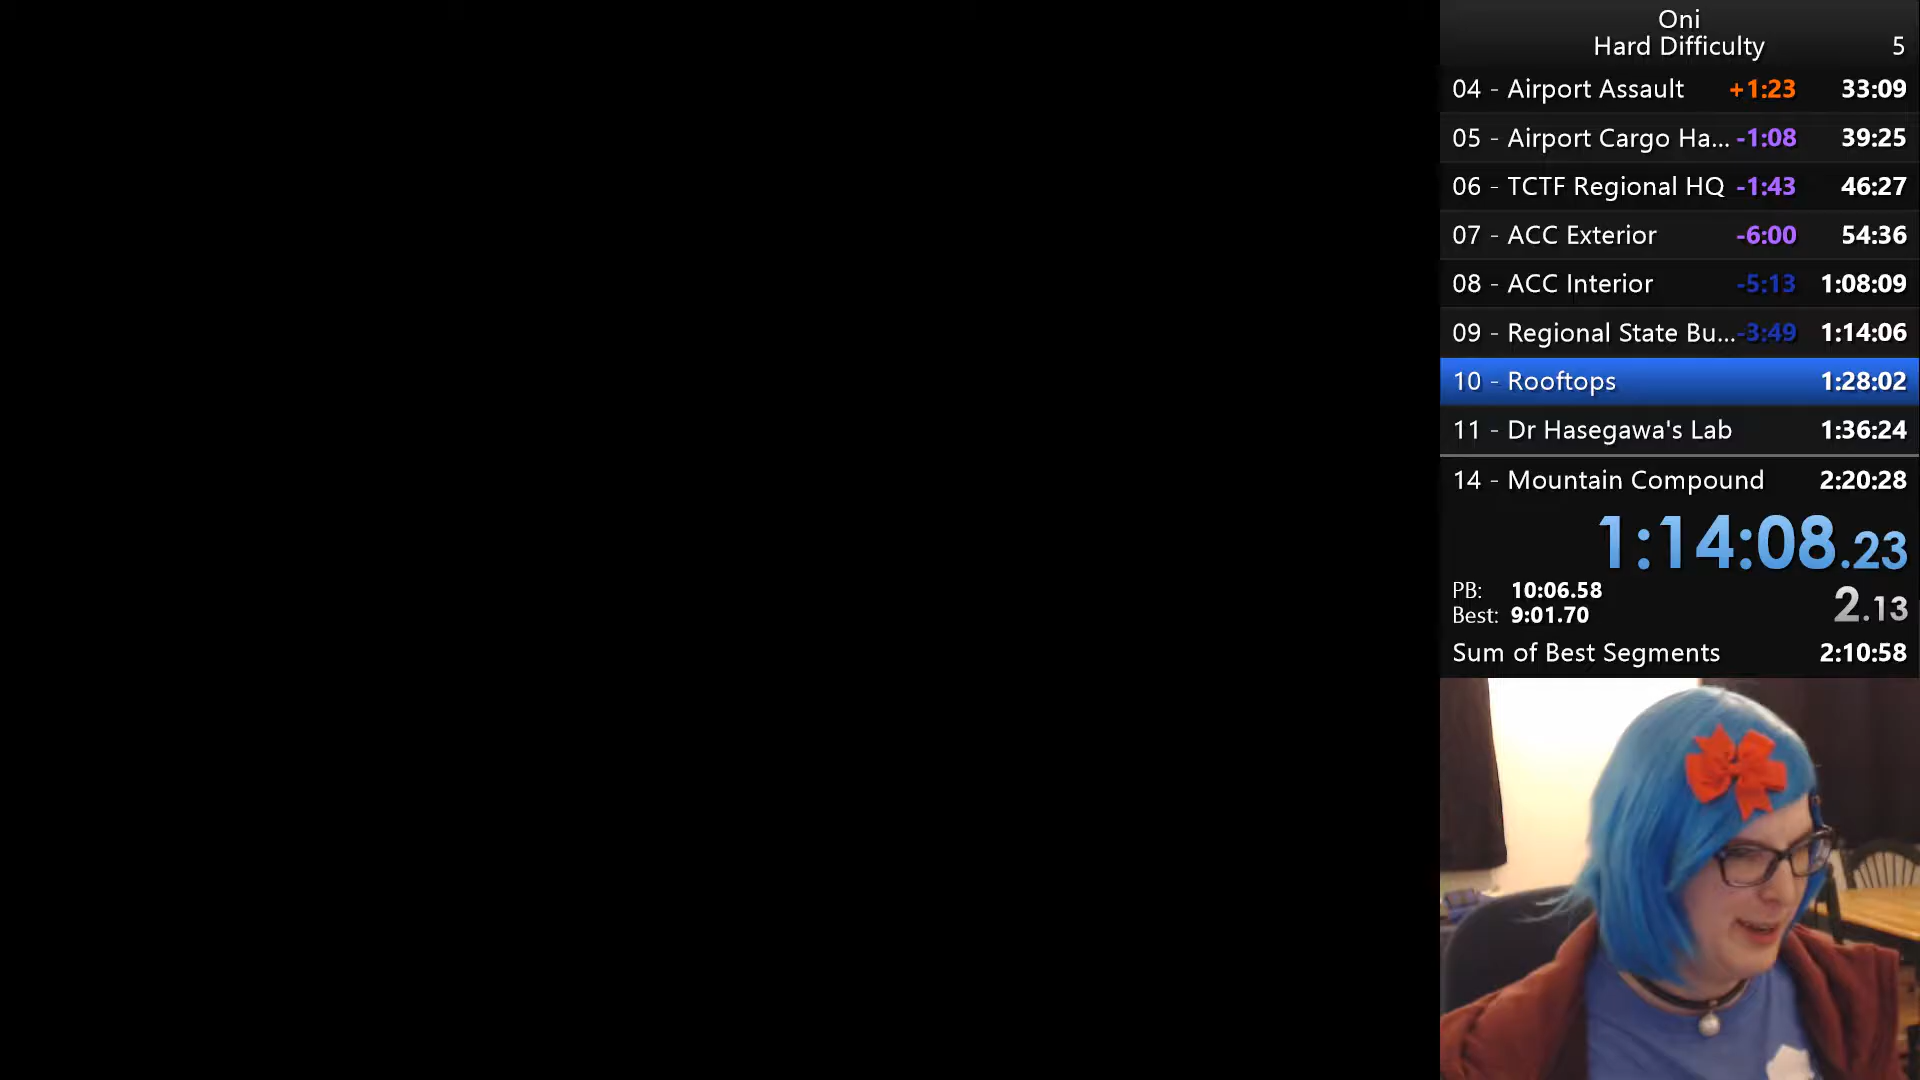 Oni
Hard Difficulty 5
04 - Airport Assault +1:23 33:09
05 - Airport Cargo Ha... -1:08 39:25
06 - TCTF Regional HQ -1:43 46:27
07 - ACC Exterior -6:00 54:36
08 - ACC Interior -5:13 1:08:09
09 - Regional State Bu... -3:49 1:14:06
10 - Rooftops 1:28:02
11 - Dr Hasegawa's Lab 1:36:24
14 - Mountain Compound 2:20:28
1:14:08.23
PB: 10:06.58 2.13
Best: 9:01.70
Sum of Best Segments 2:10:58